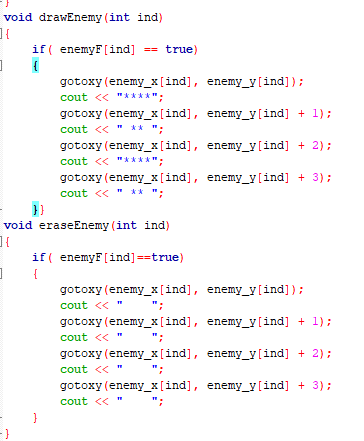 }
void drawEnemy(int ind)
{
    if( enemyF[ind] == true)
    {
        gotoxy(enemy_x[ind], enemy_y[ind]);
        cout << "****";
        gotoxy(enemy_x[ind], enemy_y[ind] + 1);
        cout << " ** ";
        gotoxy(enemy_x[ind], enemy_y[ind] + 2);
        cout << "****";
        gotoxy(enemy_x[ind], enemy_y[ind] + 3);
        cout << " ** ";
    }}
void eraseEnemy(int ind)
{
    if( enemyF[ind]==true)
    {
        gotoxy(enemy_x[ind], enemy_y[ind]);
        cout << "    ";
        gotoxy(enemy_x[ind], enemy_y[ind] + 1);
        cout << "    ";
        gotoxy(enemy_x[ind], enemy_y[ind] + 2);
        cout << "    ";
        gotoxy(enemy_x[ind], enemy_y[ind] + 3);
        cout << "    ";
    }
}